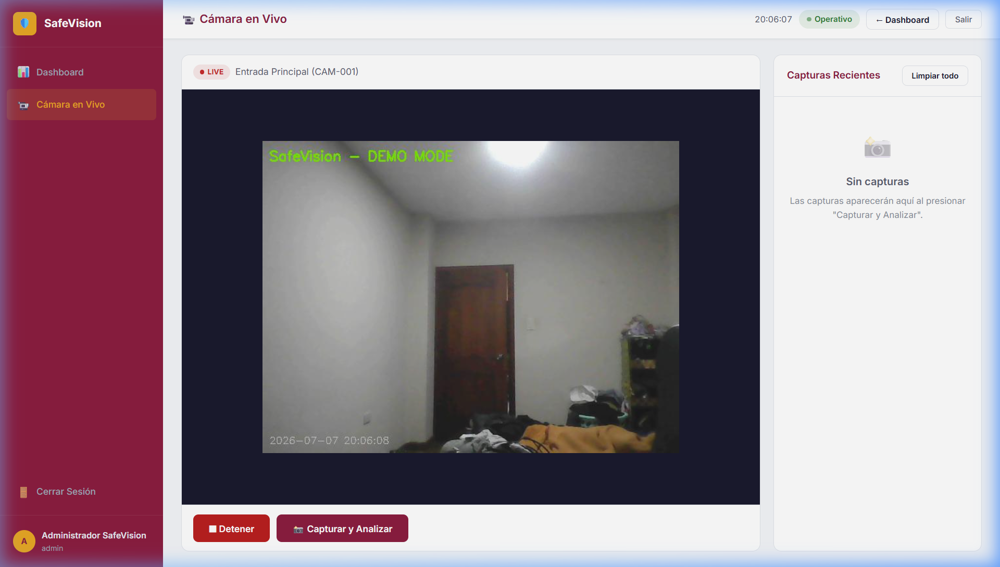 SafeVision
Dashboard
Cámara en Vivo
Cerrar Sesión
A
Administrador SafeVision
admin
Cámara en Vivo
20:06:07
Operativo
← Dashboard
Salir
LIVE
Entrada Principal (CAM-001)
SafeVision - DEMO MODE
2026-07-07 20:06:08
Detener
Capturar y Analizar
Capturas Recientes
Limpiar todo
Sin capturas
Las capturas aparecerán aquí al presionar
"Capturar y Analizar".